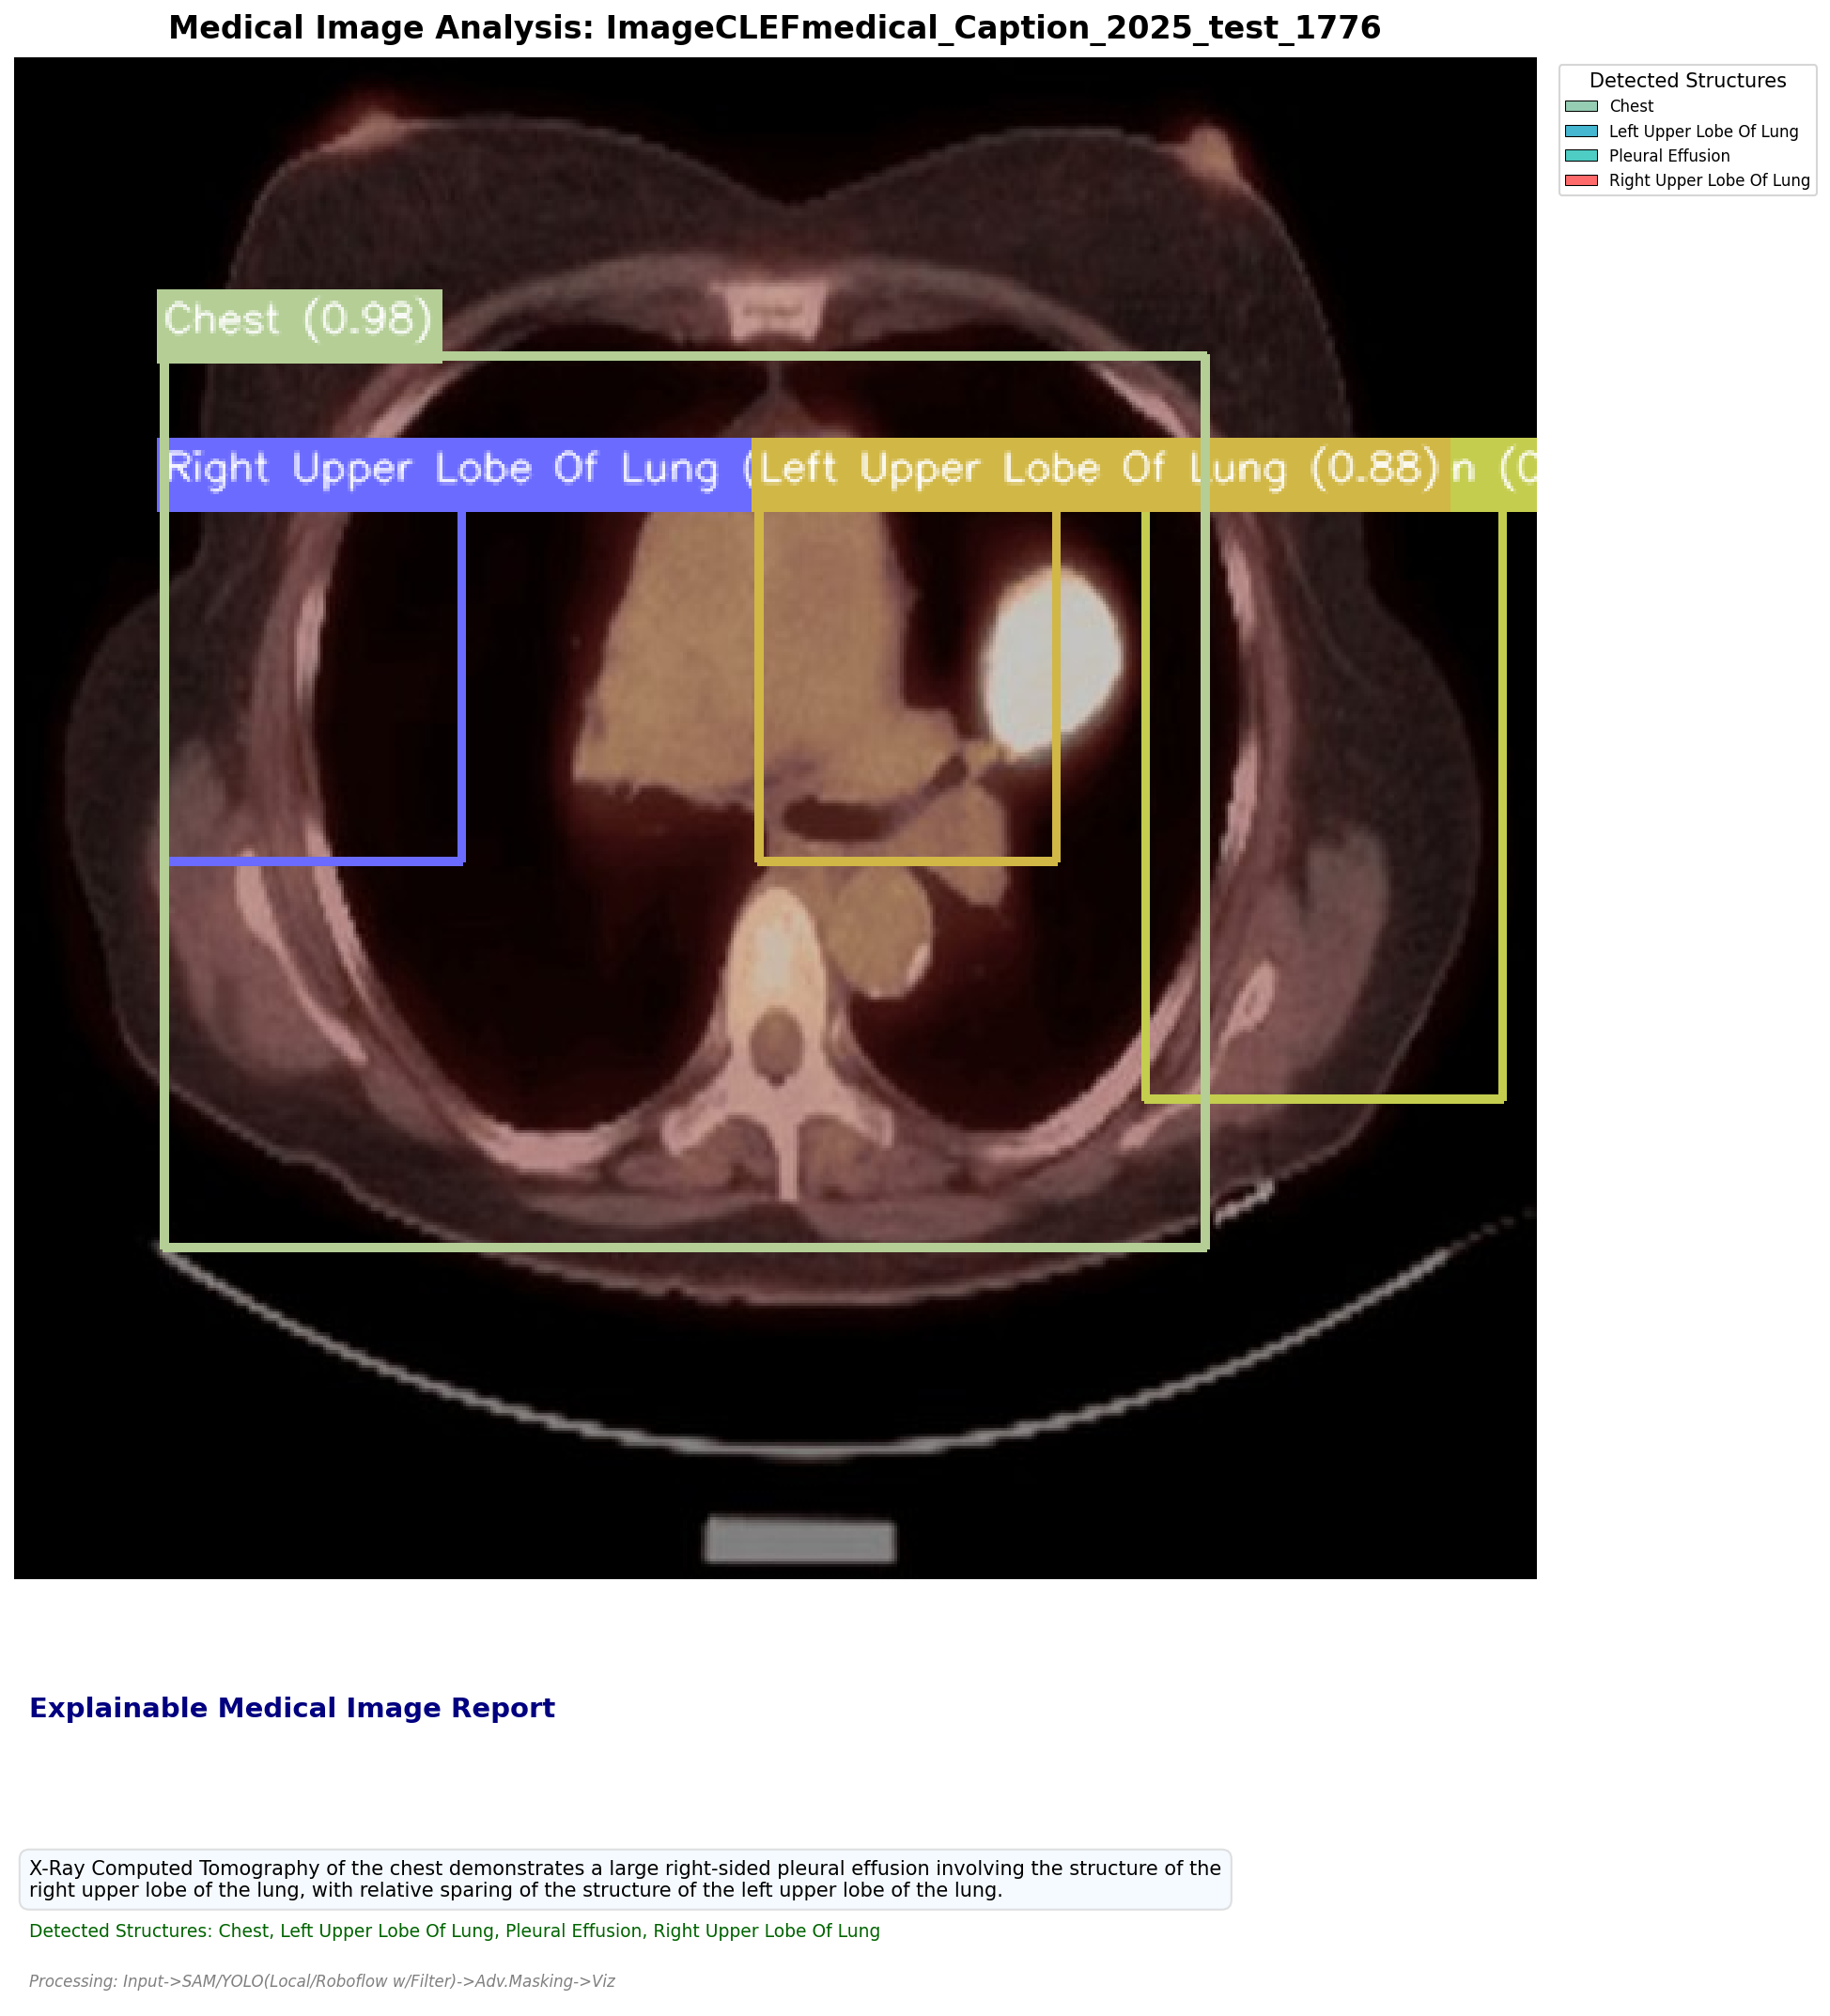 Medical Image Analysis: ImageCLEFmedical_Caption_2025_test_1776
Detected Structures
Chest
Left Upper Lobe Of Lung
Pleural Effusion
Right Upper Lobe Of Lung
Chest (0.98)
Right Upper Lobe Of Lung (
Left Upper Lobe Of Lung (0.88)
n (0
Explainable Medical Image Report
X-Ray Computed Tomography of the chest demonstrates a large right-sided pleural effusion involving the structure of the
right upper lobe of the lung, with relative sparing of the structure of the left upper lobe of the lung.
Detected Structures: Chest, Left Upper Lobe Of Lung, Pleural Effusion, Right Upper Lobe Of Lung
Processing: Input->SAM/YOLO(Local/Roboflow w/Filter)->Adv.Masking->Viz